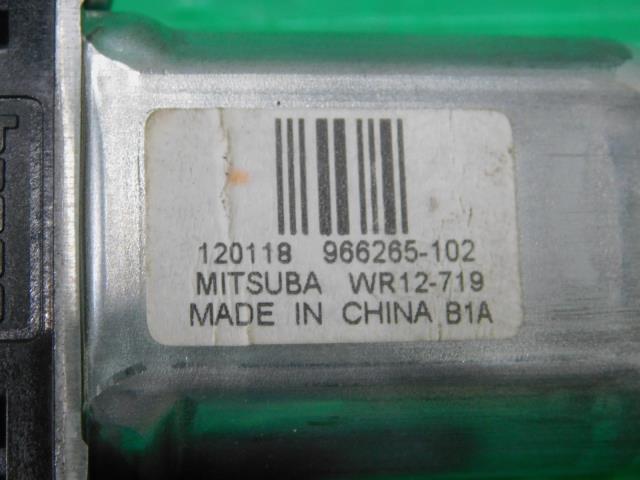 120118 966265-102
MITSUBA WR12-719
MADE IN CHINA B1A